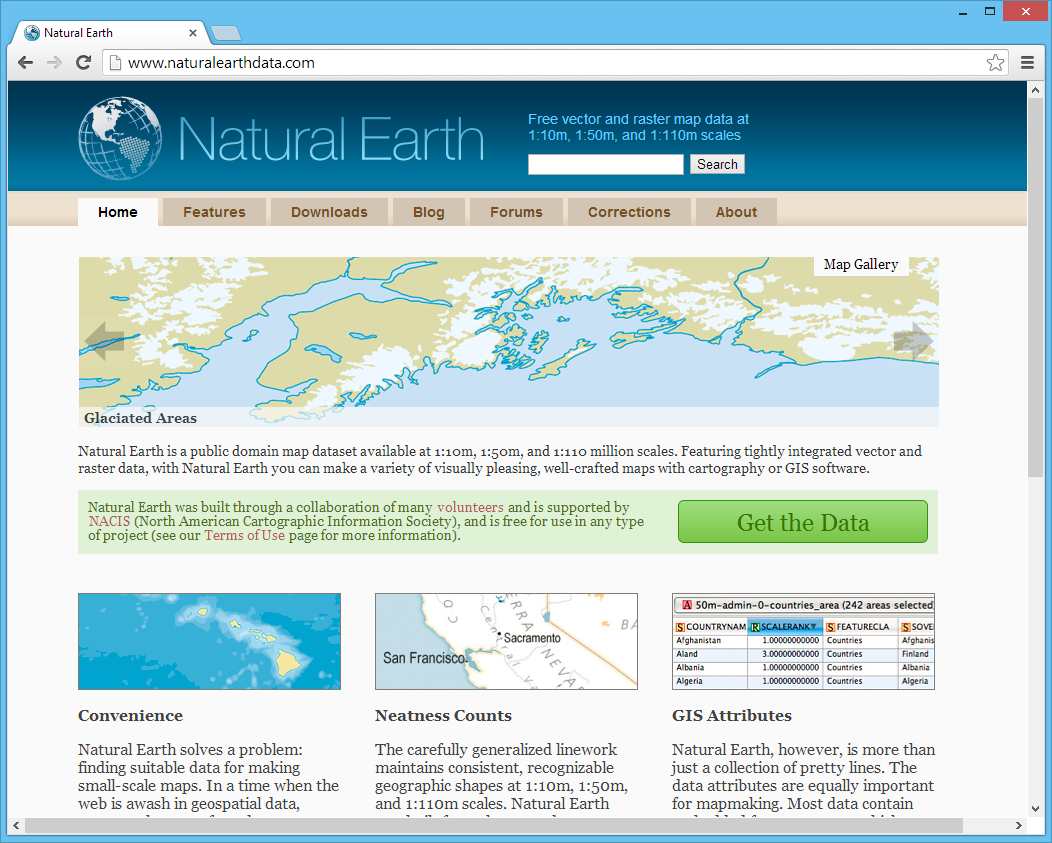 Natural Earth
www.naturalearthdata.com
Natural Earth
Free vector and raster map data at
1:10m, 1:50m, and 1:110m scales
Search
Home Features Downloads Blog Forums Corrections About
Map Gallery
Glaciated Areas
Natural Earth is a public domain map dataset available at 1:10m, 1:50m, and 1:110 million scales. Featuring tightly integrated vector and
raster data, with Natural Earth you can make a variety of visually pleasing, well-crafted maps with cartography or GIS software.
Natural Earth was built through a collaboration of many volunteers and is supported by
NACIS (North American Cartographic Information Society), and is free for use in any type
of project (see our Terms of Use page for more information).
Get the Data
San Francisco
Sacramento
Central
NEVA
BA
A 50m-admin-0-countries_area (242 areas selected)
S COUNTRYNAM R SCALERANK S FEATURECLA S SOVE
Afghanistan 1.00000000000 Countries Afghanis
Aland 3.00000000000 Countries Finland
Albania 1.00000000000 Countries Albania
Algeria 1.00000000000 Countries Algeria
Convenience
Natural Earth solves a problem:
finding suitable data for making
small-scale maps. In a time when the
web is awash in geospatial data,
Neatness Counts
The carefully generalized linework
maintains consistent, recognizable
geographic shapes at 1:10m, 1:50m,
and 1:110m scales. Natural Earth
GIS Attributes
Natural Earth, however, is more than
just a collection of pretty lines. The
data attributes are equally important
for mapmaking. Most data contain